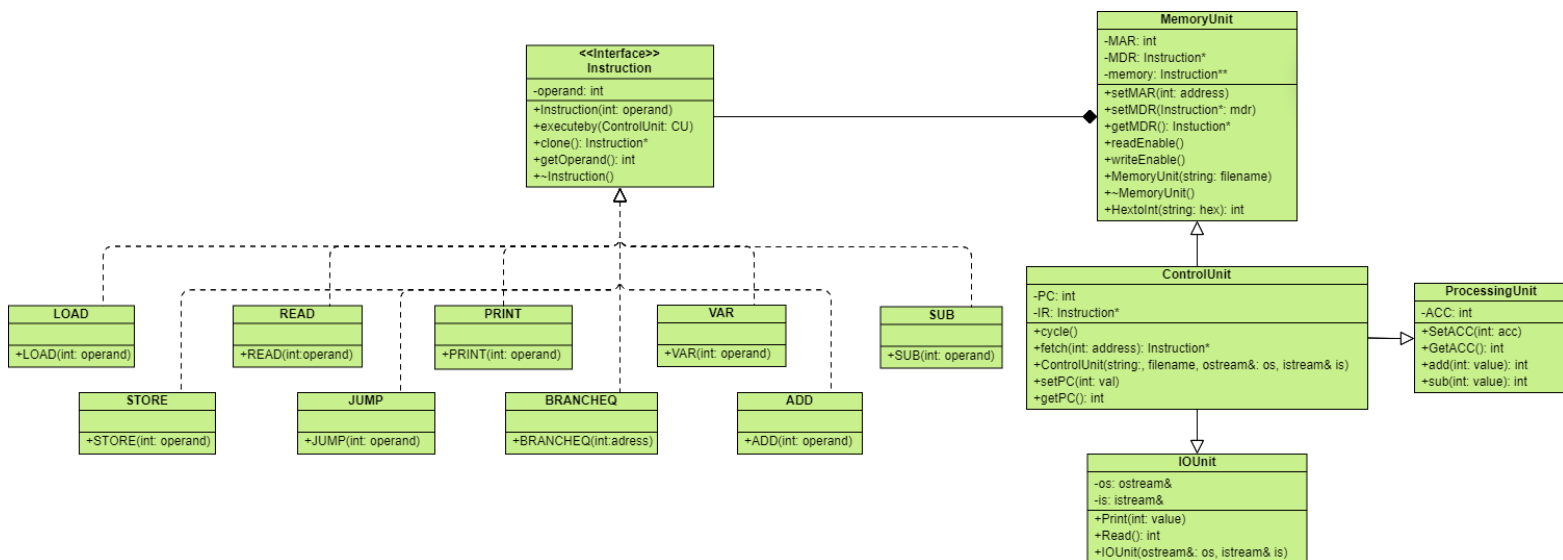 <<Interface>>
Instruction
-operand: int
+Instruction(int: operand)
+executeby(ControlUnit: CU)
+clone(): Instruction*
+getOperand(): int
+~Instruction()
MemoryUnit
-MAR: int
-MDR: Instruction*
-memory: Instruction**
+setMAR(int: address)
+setMDR(Instruction*: mdr)
+getMDR(): Instuction*
+readEnable()
+writeEnable()
+MemoryUnit(string: filename)
+~MemoryUnit()
+HextoInt(string: hex): int
LOAD
+LOAD(int: operand)
READ
+READ(int:operand)
PRINT
+PRINT(int: operand)
VAR
+VAR(int: operand)
SUB
+SUB(int: operand)
STORE
+STORE(int: operand)
JUMP
+JUMP(int: operand)
BRANCHEQ
+BRANCHEQ(int:adress)
ADD
+ADD(int: operand)
ControlUnit
-PC: int
-IR: Instruction*
+cycle()
+fetch(int: address): Instruction*
+ControlUnit(string:, filename, ostream&: os, istream& is)
+setPC(int: val)
+getPC(): int
ProcessingUnit
-ACC: int
+SetACC(int: acc)
+GetACC(): int
+add(int: value): int
+sub(int: value): int
IOUnit
-os: ostream&
-is: istream&
+Print(int: value)
+Read(): int
+IOUnit(ostream&: os, istream& is)